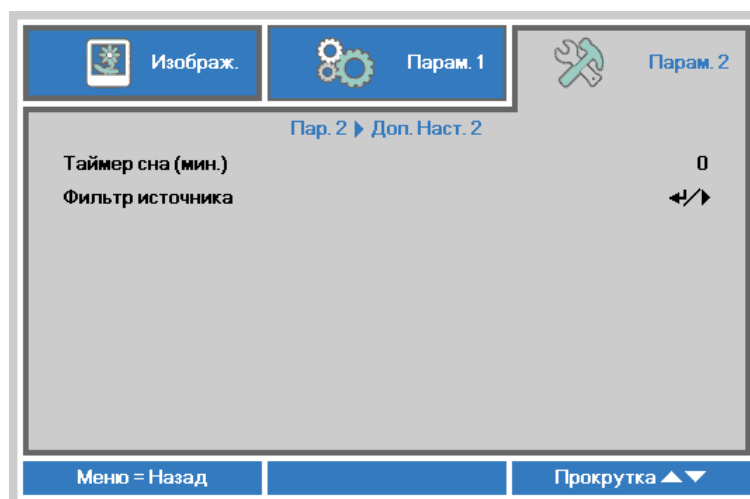 Изображ. Парам. 1 Парам. 2
Пар. 2 ▶ Доп. Наст. 2
Таймер сна (мин.) 0
Фильтр источника ↵/▶
Меню = Назад Прокрутка ▲▼